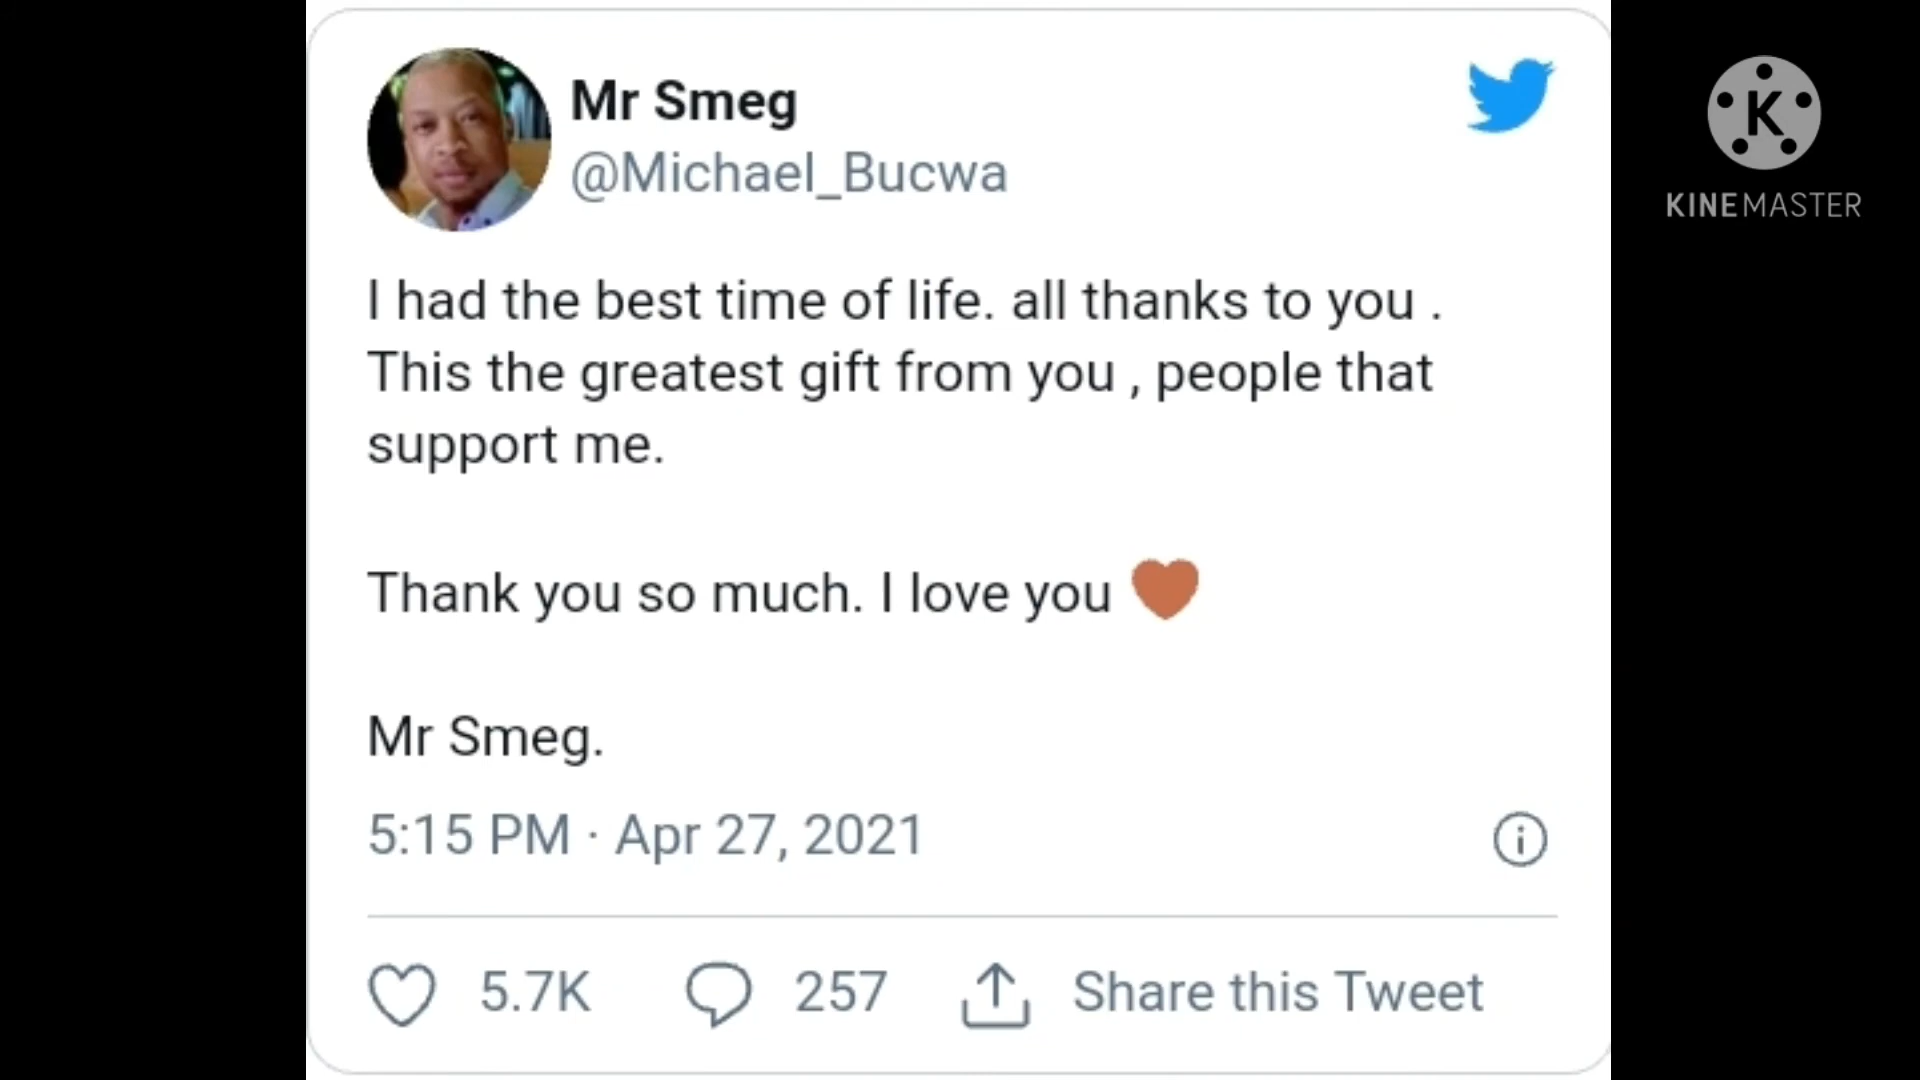 Mr Smeg
@Michael_Bucwa
I had the best time of life. all thanks to you .
This the greatest gift from you , people that
support me.
Thank you so much. I love you 🤎
Mr Smeg.
5:15 PM · Apr 27, 2021
5.7K 257 Share this Tweet
K
KINEMASTER